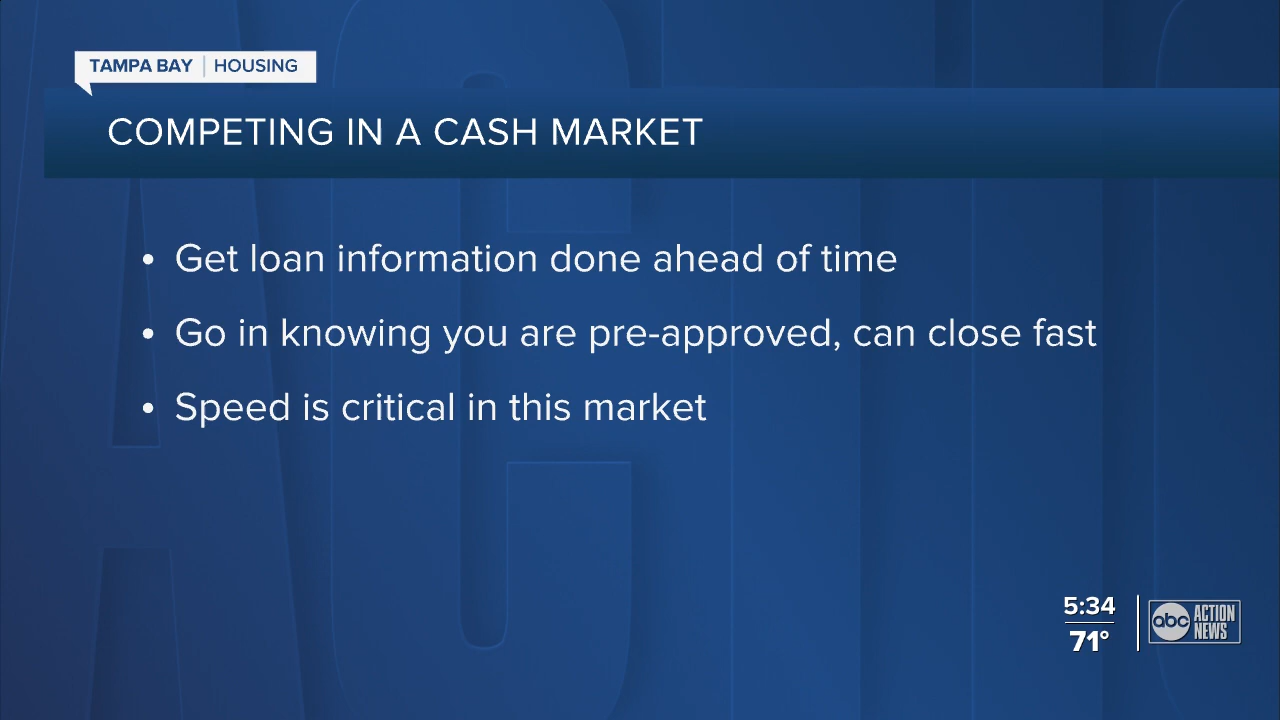 TAMPA BAY | HOUSING
COMPETING IN A CASH MARKET
• Get loan information done ahead of time
• Go in knowing you are pre-approved, can close fast
• Speed is critical in this market
5:34
71°
abc ACTION
NEWS